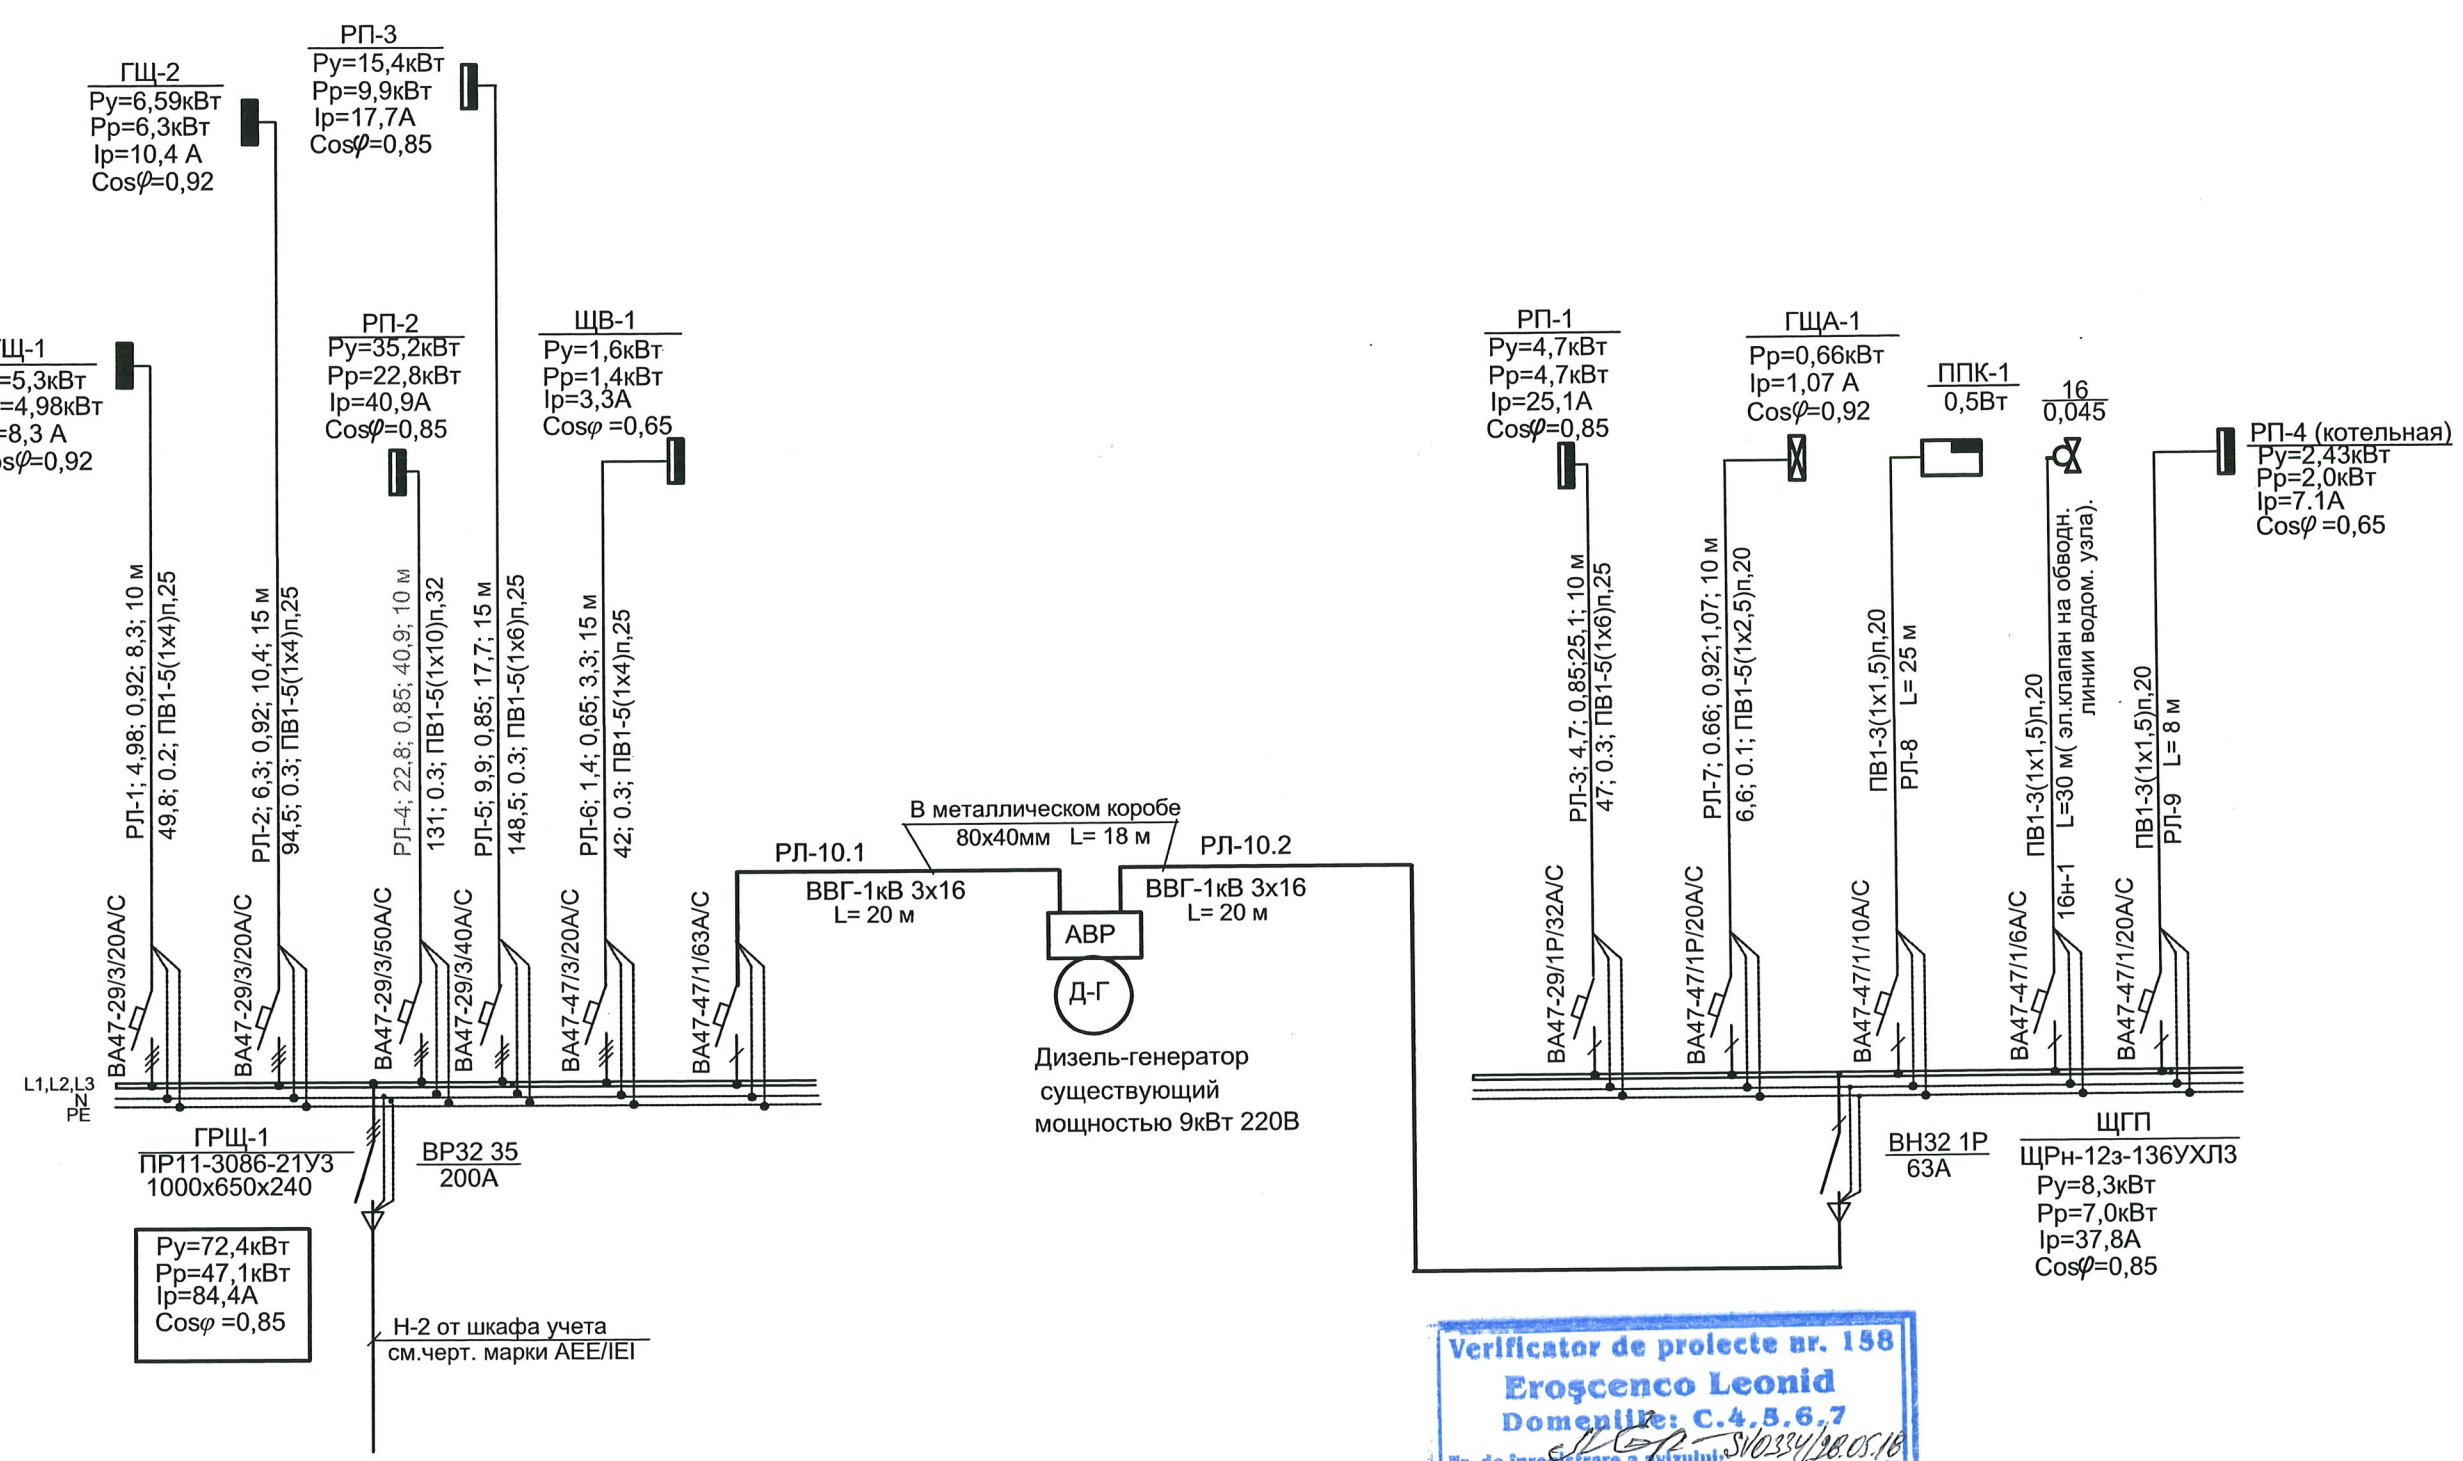 ГЩ-2
Ру=6,59кВт
Рр=6,3кВт
Iр=10,4 А
Cosφ=0,92
РП-3
Ру=15,4кВт
Рр=9,9кВт
Iр=17,7А
Cosφ=0,85
Щ-1
=5,3кВт
=4,98кВт
=8,3 А
osφ=0,92
РП-2
Ру=35,2кВт
Рр=22,8кВт
Iр=40,9А
Cosφ=0,85
ЩВ-1
Ру=1,6кВт
Рр=1,4кВт
Iр=3,3А
Cosφ =0,65
РП-1
Ру=4,7кВт
Рр=4,7кВт
Iр=25,1А
Cosφ=0,85
ГЩА-1
Рр=0,66кВт
Iр=1,07 А
Cosφ=0,92
ППК-1
0,5Вт
16
0,045
РП-4 (котельная)
Ру=2,43кВт
Рр=2,0кВт
Iр=7.1А
Cosφ =0,65
РЛ-1; 4,98; 0,92; 8,3; 10 м
49,8; 0.2; ПВ1-5(1х4)п,25
РЛ-2; 6,3; 0,92; 10,4; 15 м
94,5; 0.3; ПВ1-5(1х4)п,25
РЛ-4; 22,8; 0,85; 40,9; 10 м
131; 0.3; ПВ1-5(1х10)п,32
РЛ-5; 9,9; 0,85; 17,7; 15 м
148,5; 0.3; ПВ1-5(1х6)п,25
РЛ-6; 1,4; 0,65; 3,3; 15 м
42; 0.3; ПВ1-5(1х4)п,25
РЛ-3; 4,7; 0,85;25,1; 10 м
47; 0.3; ПВ1-5(1х6)п,25
РЛ-7; 0.66; 0,92;1,07; 10 м
6,6; 0.1; ПВ1-5(1х2,5)п,20
ПВ1-3(1х1,5)п,20
РЛ-8 L= 25 м
ПВ1-3(1х1,5)п,20
16н-1 L=30 м( эл.клапан на обводн.
линии водом. узла).
ПВ1-3(1х1,5)п,20
РЛ-9 L= 8 м
ВА47-29/3/20А/С
ВА47-29/3/20А/С
ВА47-29/3/50А/С
ВА47-29/3/40А/С
ВА47-47/3/20А/С
ВА47-47/1/63А/С
РЛ-10.1
ВВГ-1кВ 3х16
L= 20 м
В металлическом коробе
80х40мм L= 18 м
РЛ-10.2
ВВГ-1кВ 3х16
L= 20 м
АВР
Д-Г
Дизель-генератор
существующий
мощностью 9кВт 220В
ВА47-29/1Р/32А/С
ВА47-47/1Р/20А/С
ВА47-47/1/10А/С
ВА47-47/1/6А/С
ВА47-47/1/20А/С
L1,L2,L3
N
PE
ГРЩ-1
ПР11-3086-21У3
1000х650х240
ВР32 35
200А
Ру=72,4кВт
Рр=47,1кВт
Iр=84,4А
Cosφ =0,85
Н-2 от шкафа учета
см.черт. марки АЕЕ/IEI
ВН32 1Р
63А
ЩГП
ЩРн-12з-136УХЛ3
Ру=8,3кВт
Рр=7,0кВт
Iр=37,8А
Cosφ=0,85
Verificator de proiecte nr. 158
Eroşcenco Leonid
Domeniile: C.4,5,6,7